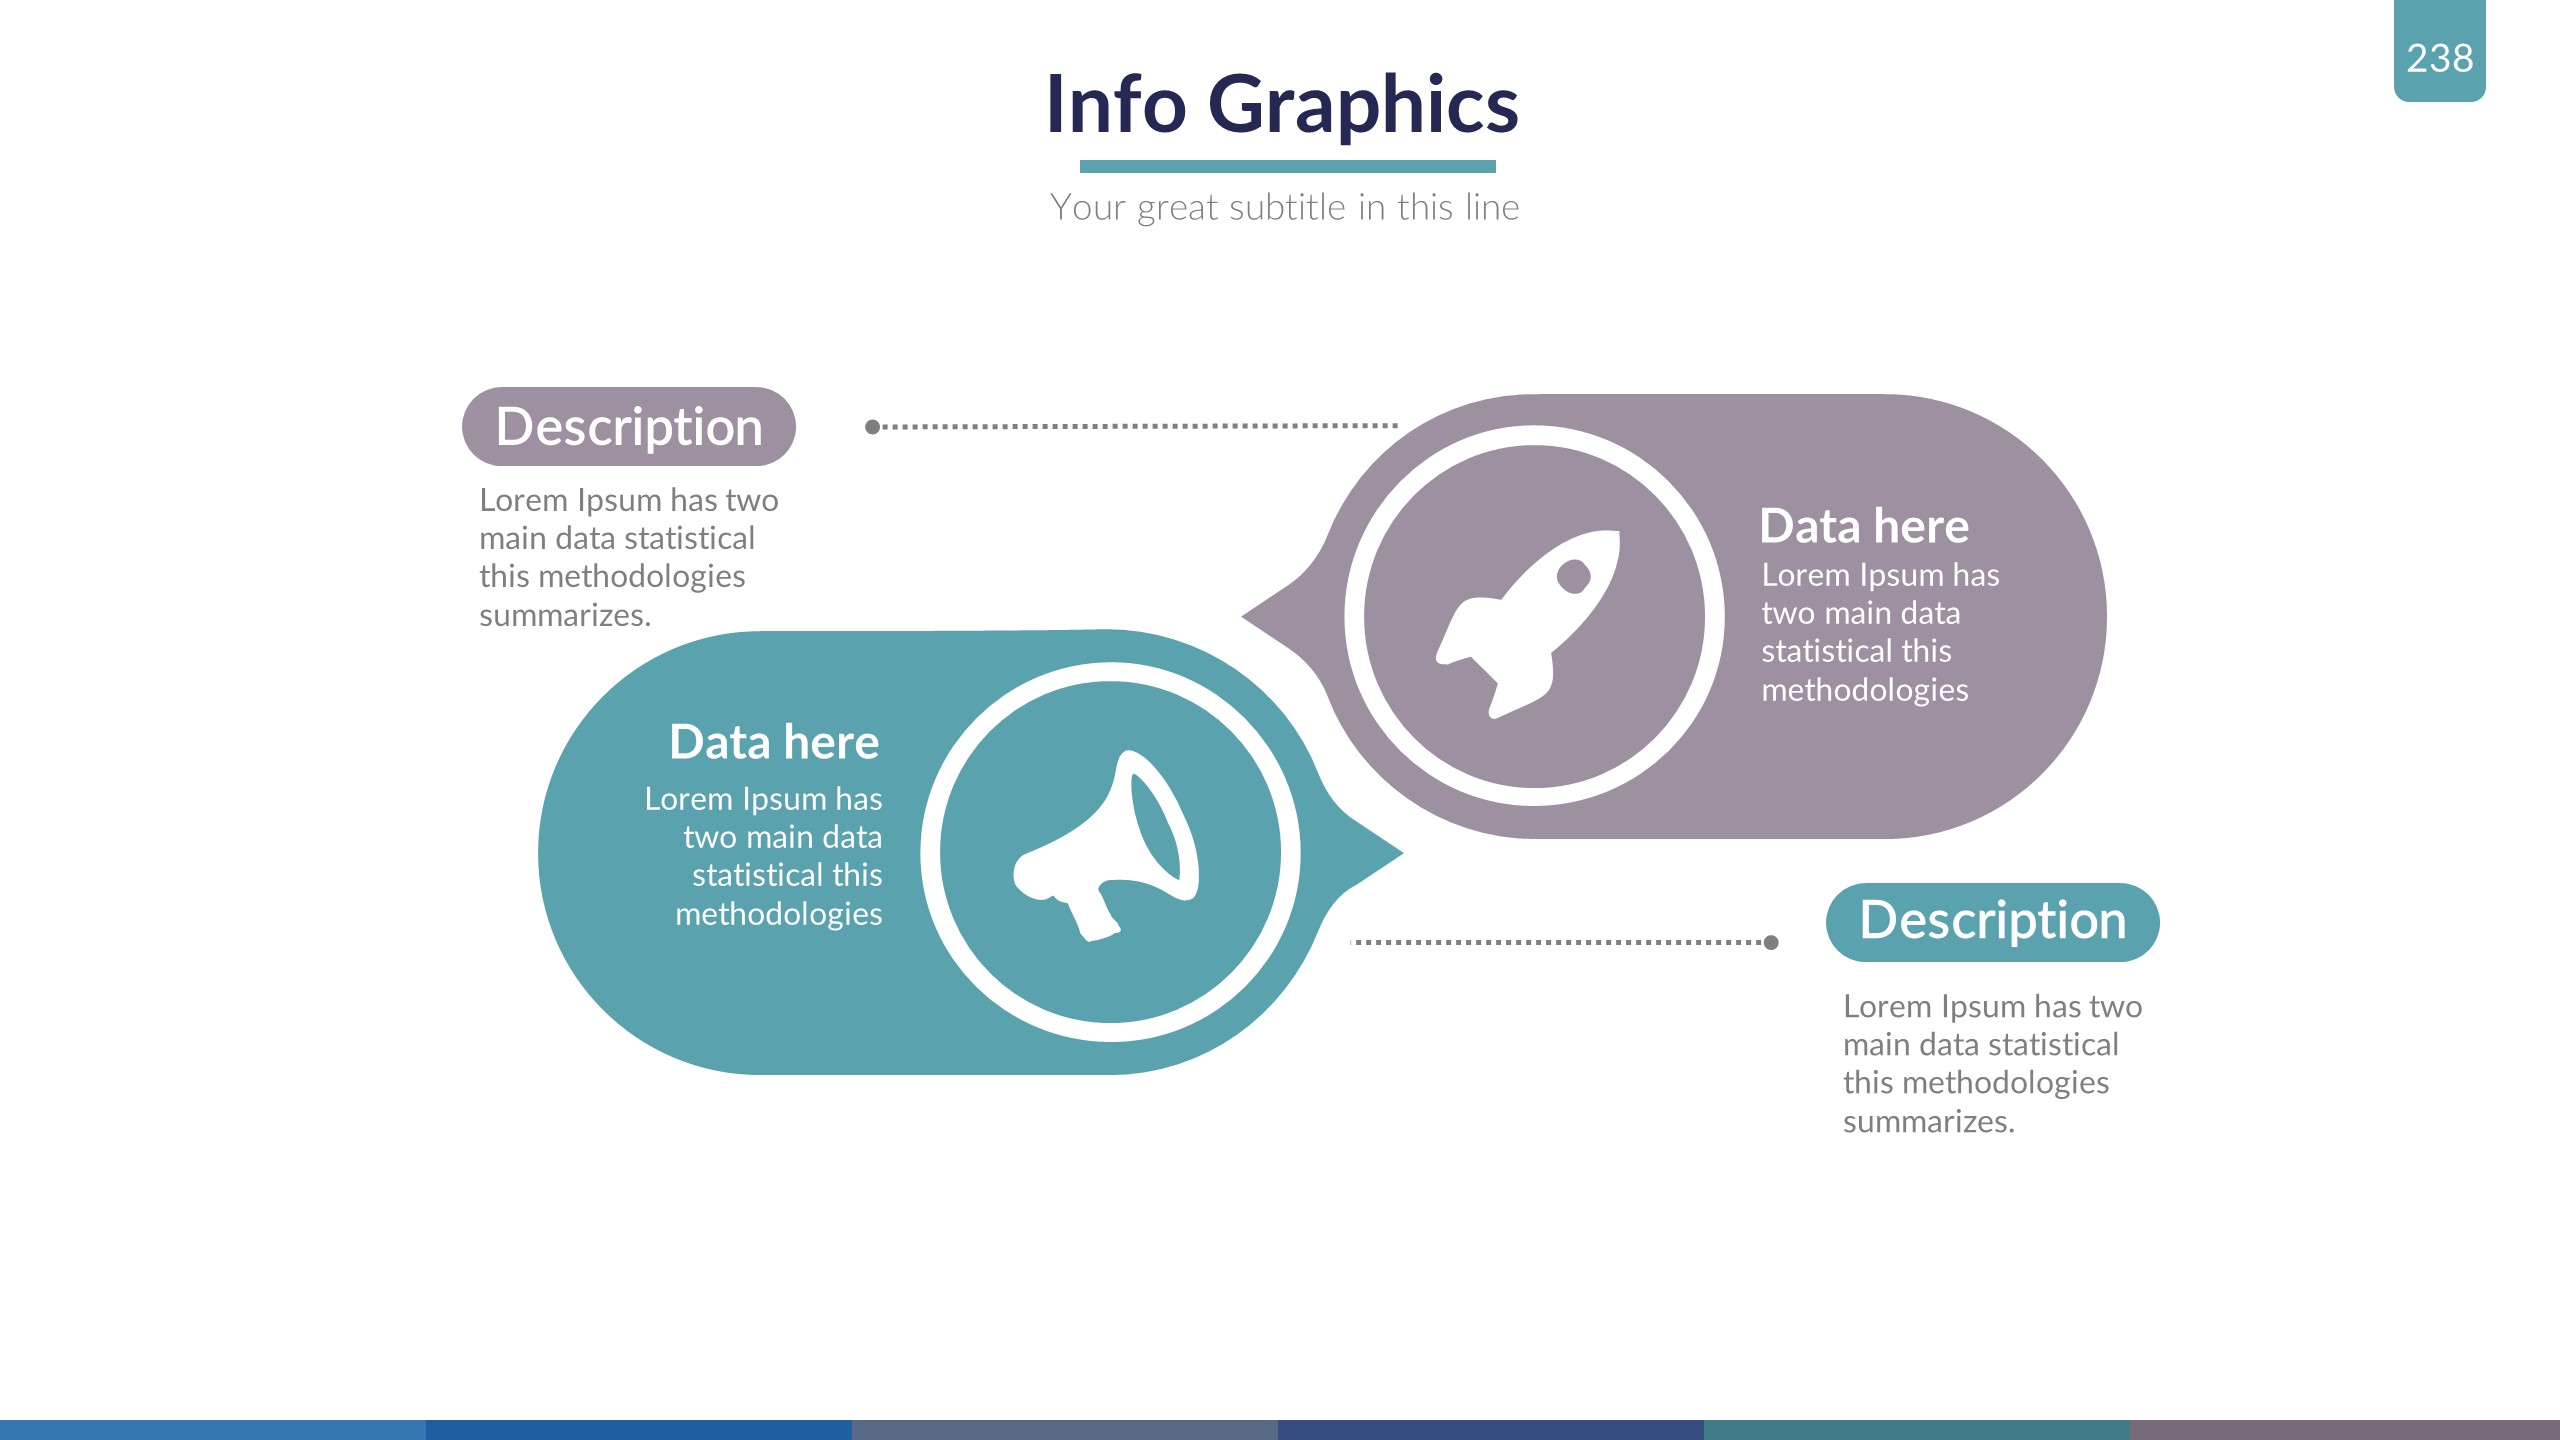 238
Info Graphics
Your great subtitle in this line
Description
Lorem Ipsum has two
main data statistical
this methodologies
summarizes.
Data here
Lorem Ipsum has
two main data
statistical this
methodologies
Data here
Lorem Ipsum has
two main data
statistical this
methodologies
Description
Lorem Ipsum has two
main data statistical
this methodologies
summarizes.